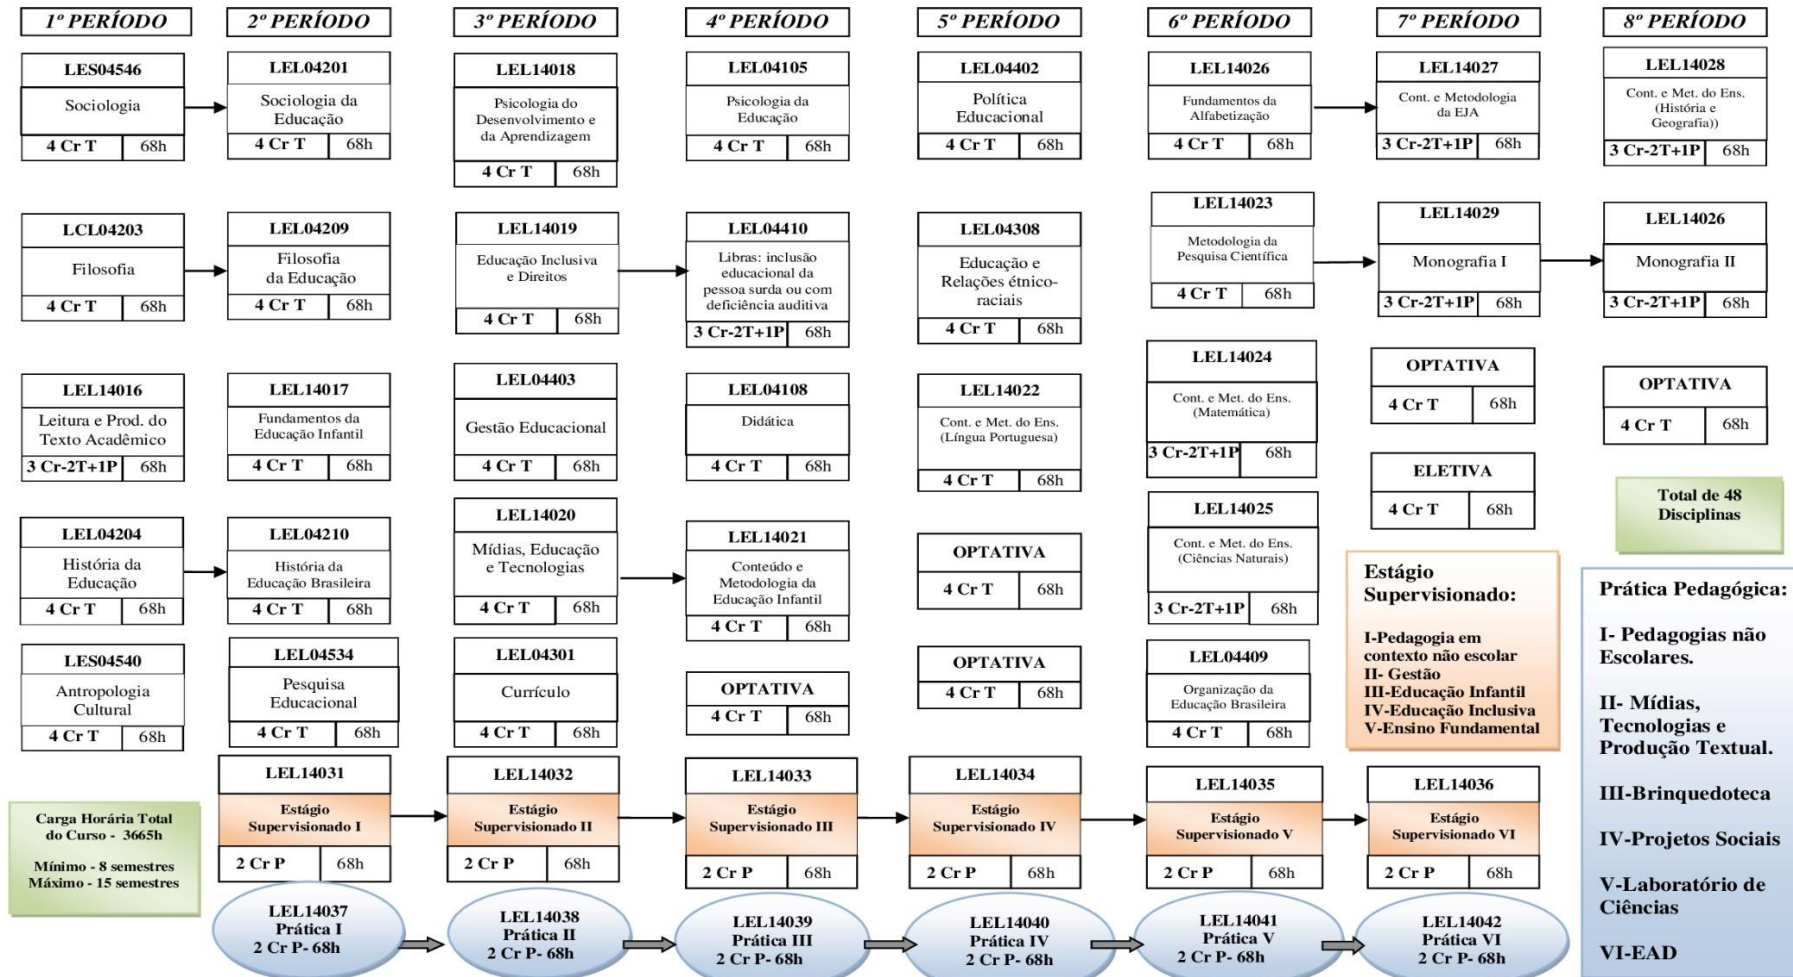 1º PERÍODO
2º PERÍODO
3º PERÍODO
4º PERÍODO
5º PERÍODO
6º PERÍODO
7º PERÍODO
8º PERÍODO
LES04546
Sociologia
4 Cr T 68h
LEL04201
Sociologia da
Educação
4 Cr T 68h
LEL14018
Psicologia do
Desenvolvimento e
da Aprendizagem
4 Cr T 68h
LEL04105
Psicologia da
Educação
4 Cr T 68h
LEL04402
Política
Educacional
4 Cr T 68h
LEL14026
Fundamentos da
Alfabetização
4 Cr T 68h
LEL14027
Cont. e Metodologia
da EJA
3 Cr-2T+1P 68h
LEL14028
Cont. e Met. do Ens.
(História e
Geografia))
3 Cr-2T+1P 68h
LCL04203
Filosofia
4 Cr T 68h
LEL04209
Filosofia
da Educação
4 Cr T 68h
LEL14019
Educação Inclusiva
e Direitos
4 Cr T 68h
LEL04410
Libras: inclusão
educacional da
pessoa surda ou com
deficiência auditiva
3 Cr-2T+1P 68h
LEL04308
Educação e
Relações étnico-
raciais
4 Cr T 68h
LEL14023
Metodologia da
Pesquisa Científica
4 Cr T 68h
LEL14029
Monografia I
3 Cr-2T+1P 68h
LEL14026
Monografia II
3 Cr-2T+1P 68h
LEL14016
Leitura e Prod. do
Texto Acadêmico
3 Cr-2T+1P 68h
LEL14017
Fundamentos da
Educação Infantil
4 Cr T 68h
LEL04403
Gestão Educacional
4 Cr T 68h
LEL04108
Didática
4 Cr T 68h
LEL14022
Cont. e Met. do Ens.
(Língua Portuguesa)
4 Cr T 68h
LEL14024
Cont. e Met. do Ens.
(Matemática)
3 Cr-2T+1P 68h
OPTATIVA
4 Cr T 68h
OPTATIVA
4 Cr T 68h
ELETIVA
4 Cr T 68h
Total de 48
Disciplinas
LEL04204
História da
Educação
4 Cr T 68h
LEL04210
História da
Educação Brasileira
4 Cr T 68h
LEL14020
Mídias, Educação
e Tecnologias
4 Cr T 68h
LEL14021
Conteúdo e
Metodologia da
Educação Infantil
4 Cr T 68h
OPTATIVA
4 Cr T 68h
LEL14025
Cont. e Met. do Ens.
(Ciências Naturais)
3 Cr-2T+1P 68h
LES04540
Antropologia
Cultural
4 Cr T 68h
LEL04534
Pesquisa
Educacional
4 Cr T 68h
LEL04301
Currículo
4 Cr T 68h
OPTATIVA
4 Cr T 68h
OPTATIVA
4 Cr T 68h
LEL04409
Organização da
Educação Brasileira
4 Cr T 68h
Estágio
Supervisionado:
I-Pedagogia em
contexto não escolar
II- Gestão
III-Educação Infantil
IV-Educação Inclusiva
V-Ensino Fundamental
Prática Pedagógica:
I- Pedagogias não
Escolares.
II- Mídias,
Tecnologias e
Produção Textual.
III-Brinquedoteca
IV-Projetos Sociais
V-Laboratório de
Ciências
VI-EAD
Carga Horária Total
do Curso - 3665h
Mínimo - 8 semestres
Máximo - 15 semestres
LEL14031
Estágio
Supervisionado I
2 Cr P 68h
LEL14032
Estágio
Supervisionado II
2 Cr P 68h
LEL14033
Estágio
Supervisionado III
2 Cr P 68h
LEL14034
Estágio
Supervisionado IV
2 Cr P 68h
LEL14035
Estágio
Supervisionado V
2 Cr P 68h
LEL14036
Estágio
Supervisionado VI
2 Cr P 68h
LEL14037
Prática I
2 Cr P- 68h
LEL14038
Prática II
2 Cr P- 68h
LEL14039
Prática III
2 Cr P- 68h
LEL14040
Prática IV
2 Cr P- 68h
LEL14041
Prática V
2 Cr P- 68h
LEL14042
Prática VI
2 Cr P- 68h